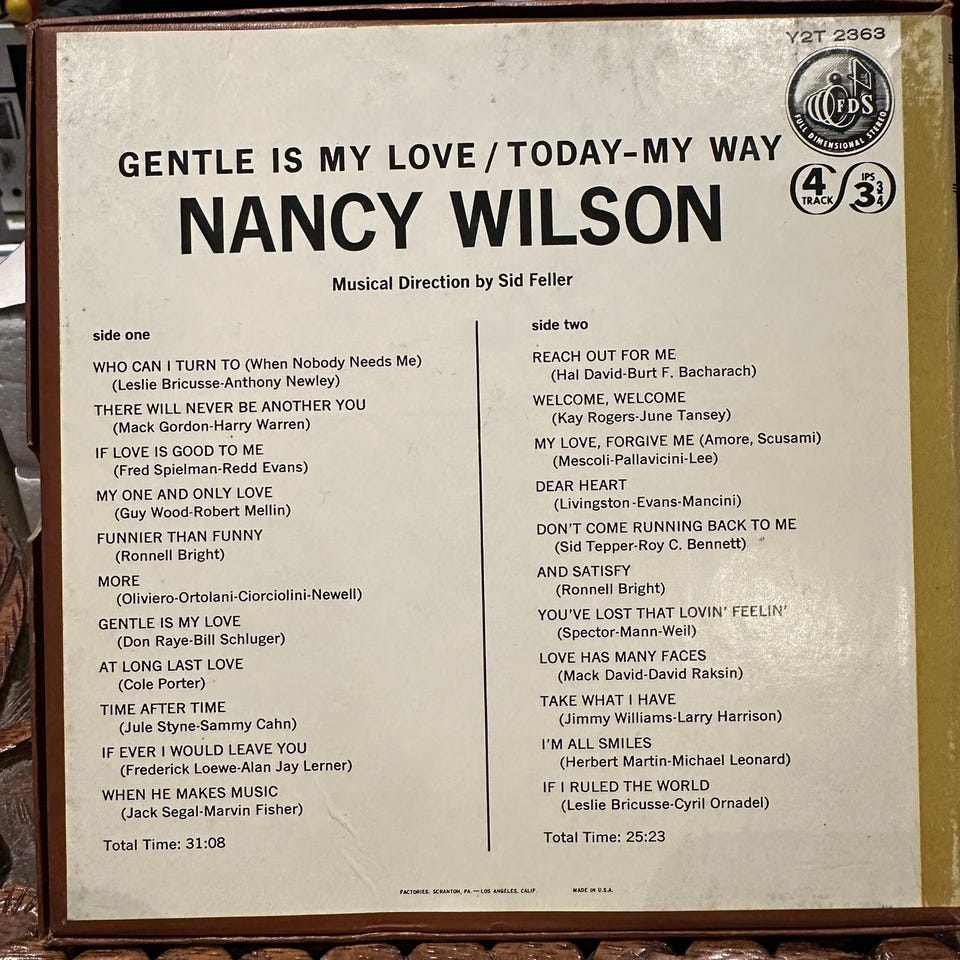 Y2T 2363
FDS
FULL DIMENSIONAL STEREO
4 TRACK
IPS 3 3/4
GENTLE IS MY LOVE / TODAY-MY WAY
NANCY WILSON
Musical Direction by Sid Feller
side one
WHO CAN I TURN TO (When Nobody Needs Me)
(Leslie Bricusse-Anthony Newley)
THERE WILL NEVER BE ANOTHER YOU
(Mack Gordon-Harry Warren)
IF LOVE IS GOOD TO ME
(Fred Spielman-Redd Evans)
MY ONE AND ONLY LOVE
(Guy Wood-Robert Mellin)
FUNNIER THAN FUNNY
(Ronnell Bright)
MORE
(Oliviero-Ortolani-Ciorciolini-Newell)
GENTLE IS MY LOVE
(Don Raye-Bill Schluger)
AT LONG LAST LOVE
(Cole Porter)
TIME AFTER TIME
(Jule Styne-Sammy Cahn)
IF EVER I WOULD LEAVE YOU
(Frederick Loewe-Alan Jay Lerner)
WHEN HE MAKES MUSIC
(Jack Segal-Marvin Fisher)
Total Time: 31:08
side two
REACH OUT FOR ME
(Hal David-Burt F. Bacharach)
WELCOME, WELCOME
(Kay Rogers-June Tansey)
MY LOVE, FORGIVE ME (Amore, Scusami)
(Mescoli-Pallavicini-Lee)
DEAR HEART
(Livingston-Evans-Mancini)
DON'T COME RUNNING BACK TO ME
(Sid Tepper-Roy C. Bennett)
AND SATISFY
(Ronnell Bright)
YOU'VE LOST THAT LOVIN' FEELIN'
(Spector-Mann-Weil)
LOVE HAS MANY FACES
(Mack David-David Raksin)
TAKE WHAT I HAVE
(Jimmy Williams-Larry Harrison)
I'M ALL SMILES
(Herbert Martin-Michael Leonard)
IF I RULED THE WORLD
(Leslie Bricusse-Cyril Ornadel)
Total Time: 25:23
FACTORIES: SCRANTON, PA. — LOS ANGELES, CALIF. MADE IN U.S.A.